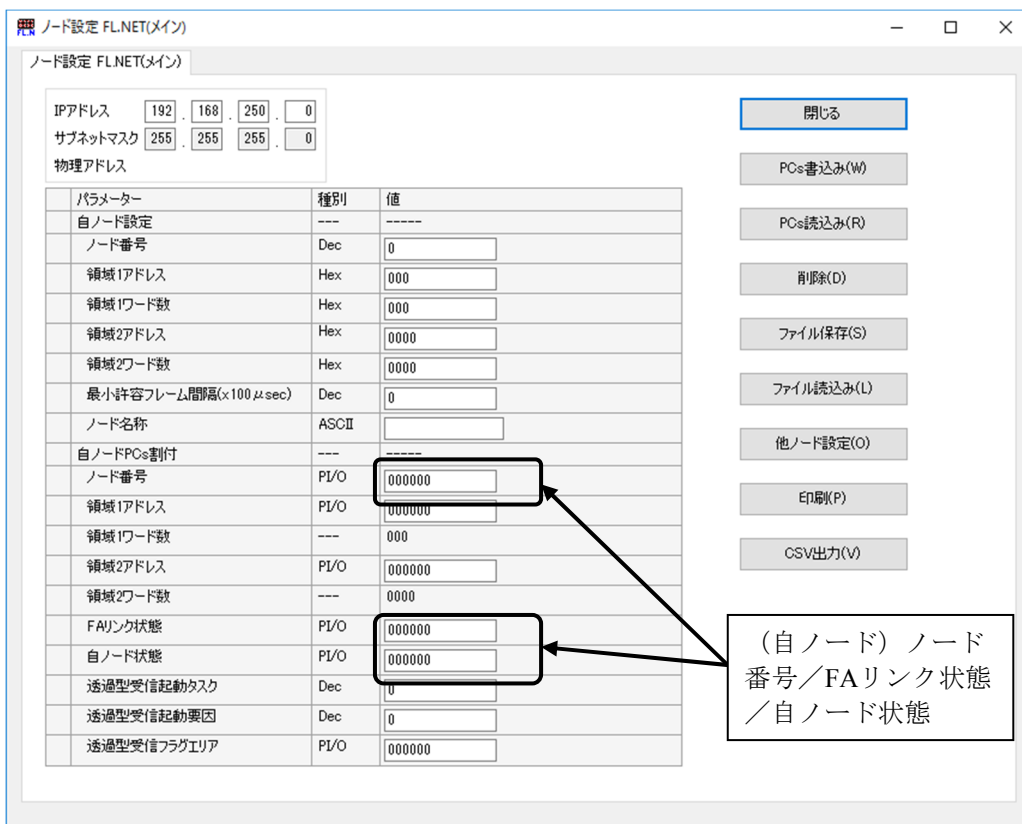 ノード設定 FL.NET(メイン)
ノード設定 FL.NET(メイン)
IPアドレス 192 . 168 . 250 . 0
サブネットマスク 255 . 255 255 . 0
物理アドレス
パラメーター 種別 値
自ノード設定 --- -----
ノード番号 Dec 0
領域1アドレス Hex 000
領域1ワード数 Hex 000
領域2アドレス Hex 0000
領域2ワード数 Hex 0000
最小許容フレーム間隔(x100μsec) Dec 0
ノード名称 ASCII
自ノードPCs割付 --- -----
ノード番号 PI/O 000000
領域1アドレス PI/O 000000
領域1ワード数 --- 000
領域2アドレス PI/O 000000
領域2ワード数 --- 0000
FAリンク状態 PI/O 000000
自ノード状態 PI/O 000000
透過型受信起動タスク Dec 0
透過型受信起動要因 Dec 0
透過型受信フラグエリア PI/O 000000
閉じる
PCs書込み(W)
PCs読込み(R)
削除(D)
ファイル保存(S)
ファイル読込み(L)
他ノード設定(O)
印刷(P)
CSV出力(V)
（自ノード）ノード
番号／FAリンク状態
／自ノード状態